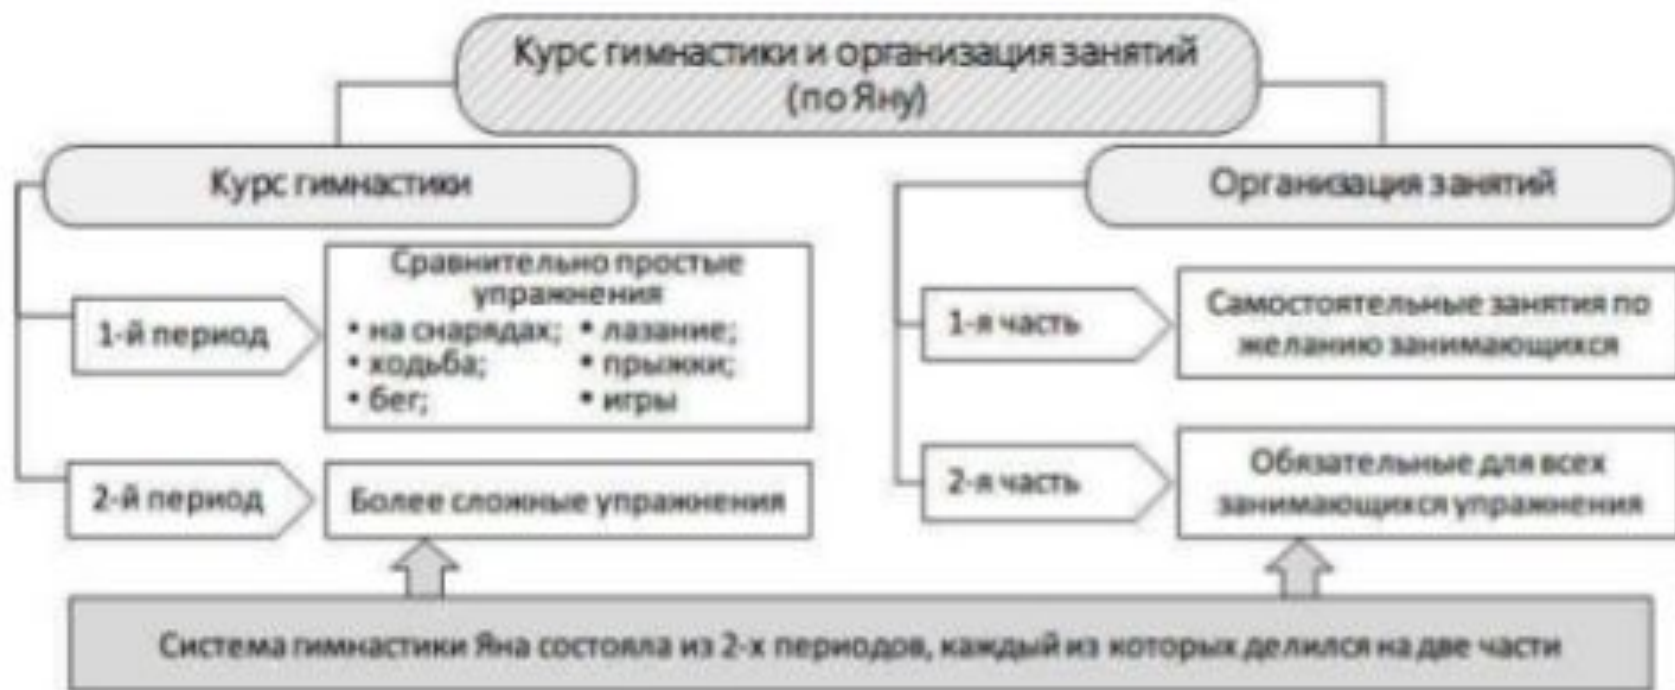 Курс гимнастики и организация занятий
(по Яну)
Курс гимнастики
1-й период
Сравнительно простые
упражнения
• на снарядах; • лазание;
• ходьба; • прыжки;
• бег; • игры
2-й период
Более сложные упражнения
Организация занятий
1-я часть
Самостоятельные занятия по
желанию занимающихся
2-я часть
Обязательные для всех
занимающихся упражнения
Система гимнастики Яна состояла из 2-х периодов, каждый из которых делился на две части